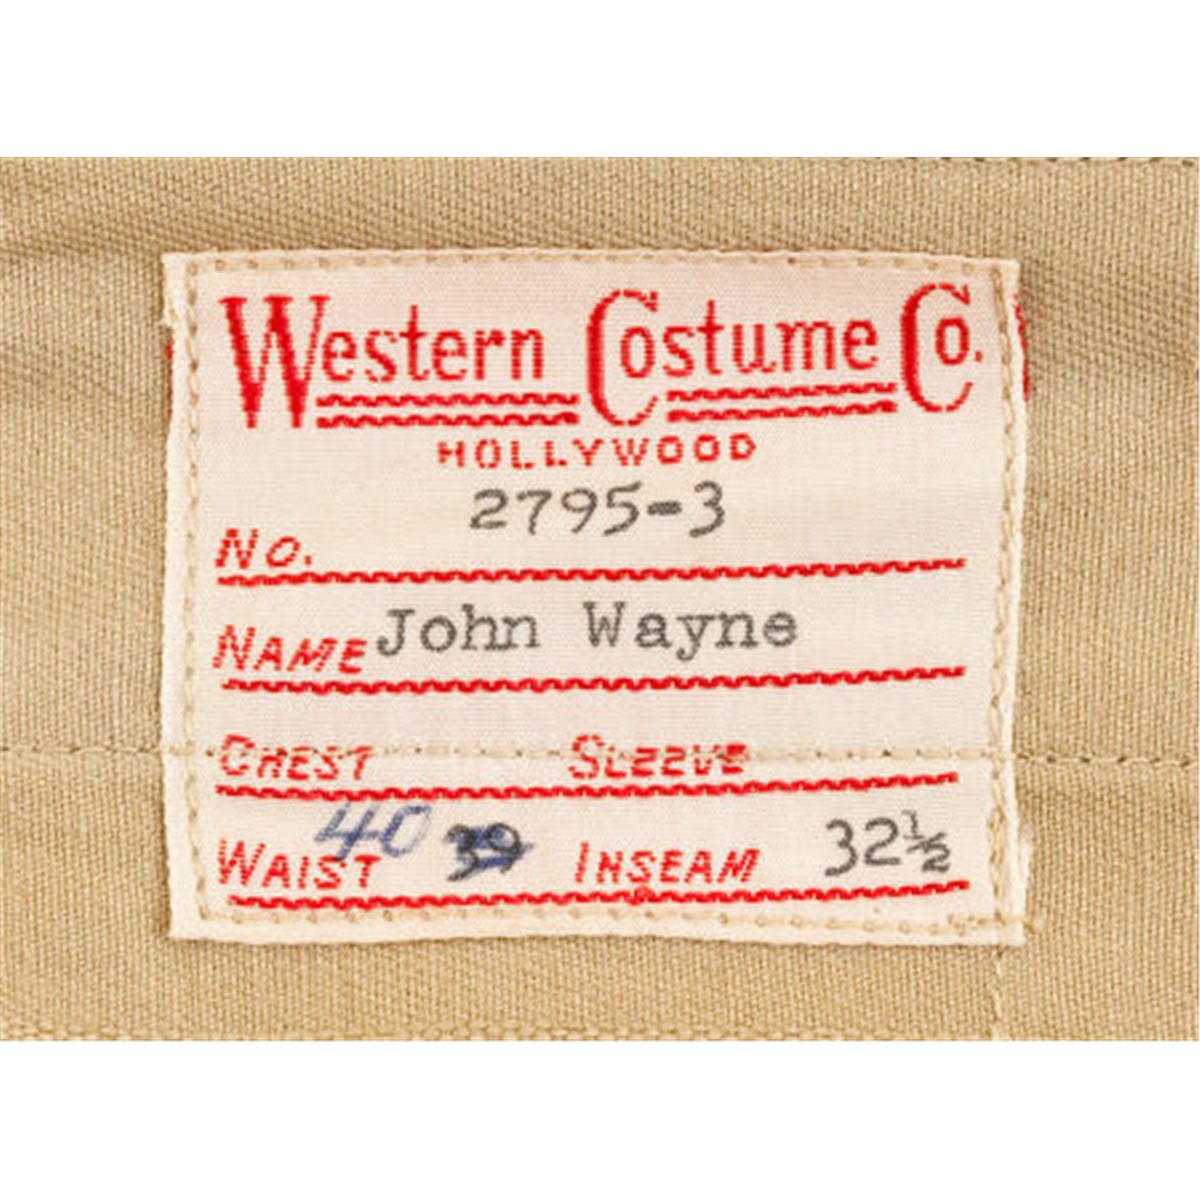 Western Costume Co.
HOLLYWOOD
2795-3
No.
NAME John Wayne
CHEST SLEEVE
WAIST 40 39 INSEAM 32½